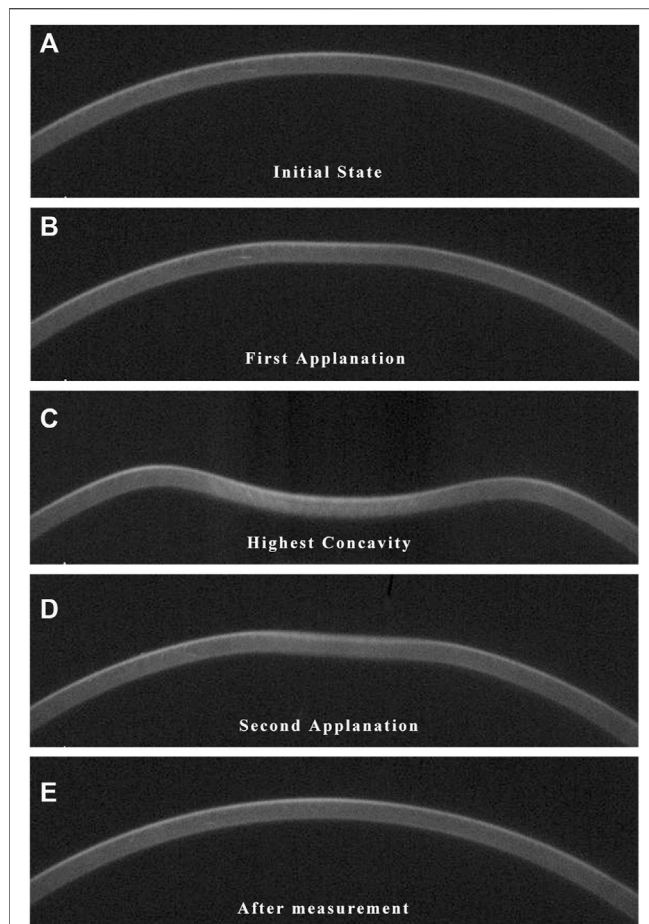 A
Initial State
B
First Applanation
C
Highest Concavity
D
Second Applanation
E
After measurement